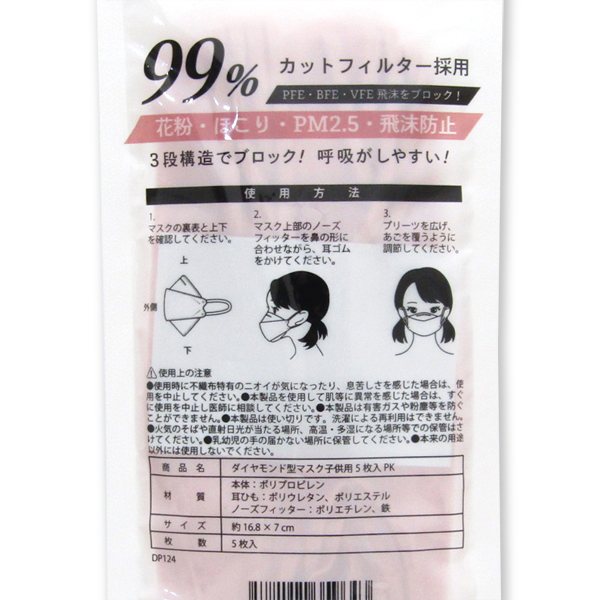 99% カットフィルター採用
PFE・BFE・VFE 飛沫をブロック!
花粉・ほこり・PM2.5・飛沫防止
3段構造でブロック! 呼吸がしやすい!
使用方法
1.
マスクの裏表と上下
を確認してください。
上
外側
下
2.
マスク上部のノーズ
フィッターを鼻の形に
合わせながら、耳ゴム
をかけてください。
3.
プリーツを広げ、
あごを覆うように
調節してください。
⚠使用上の注意
●使用時に不織布特有のニオイが気になったり、息苦しさを感じた場合は、使
用を中止してください。●本製品を使用して肌等に異常を感じた場合は、すぐ
に使用を中止し医師に相談してください。●本製品は有害ガスや粉塵等を防ぐ
ことができません。●本製品は使い切りです。洗濯による再利用はできません。
●火気のそばや直射日光が当たる場所、高温・多湿になる場所等での保管はさ
けてください。●乳幼児の手の届かない場所に保管してください。●本来の用途
以外には使用しないでください。
商品名 ダイヤモンド型マスク子供用5枚入PK
材質 本体:ポリプロピレン
耳ひも:ポリウレタン、ポリエステル
ノーズフィッター:ポリエチレン、鉄
サイズ 約16.8×7cm
枚数 5枚入
DP124